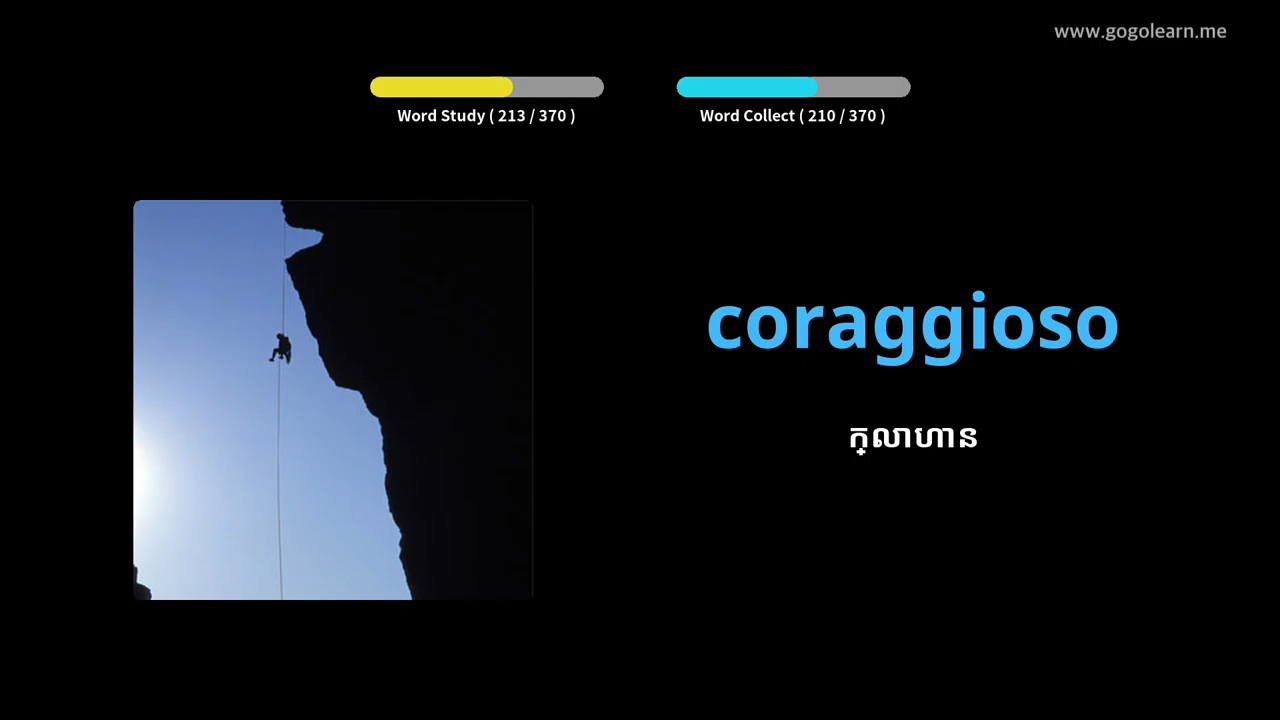 www.gogolearn.me
Word Study ( 213 / 370 )
Word Collect ( 210 / 370 )
coraggioso
ក្លាហាន